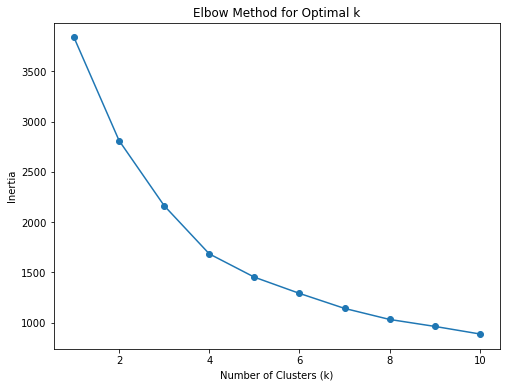 Elbow Method for Optimal k
3500
3000
2500
2000
1500
1000
Inertia
2 4 6 8 10
Number of Clusters (k)